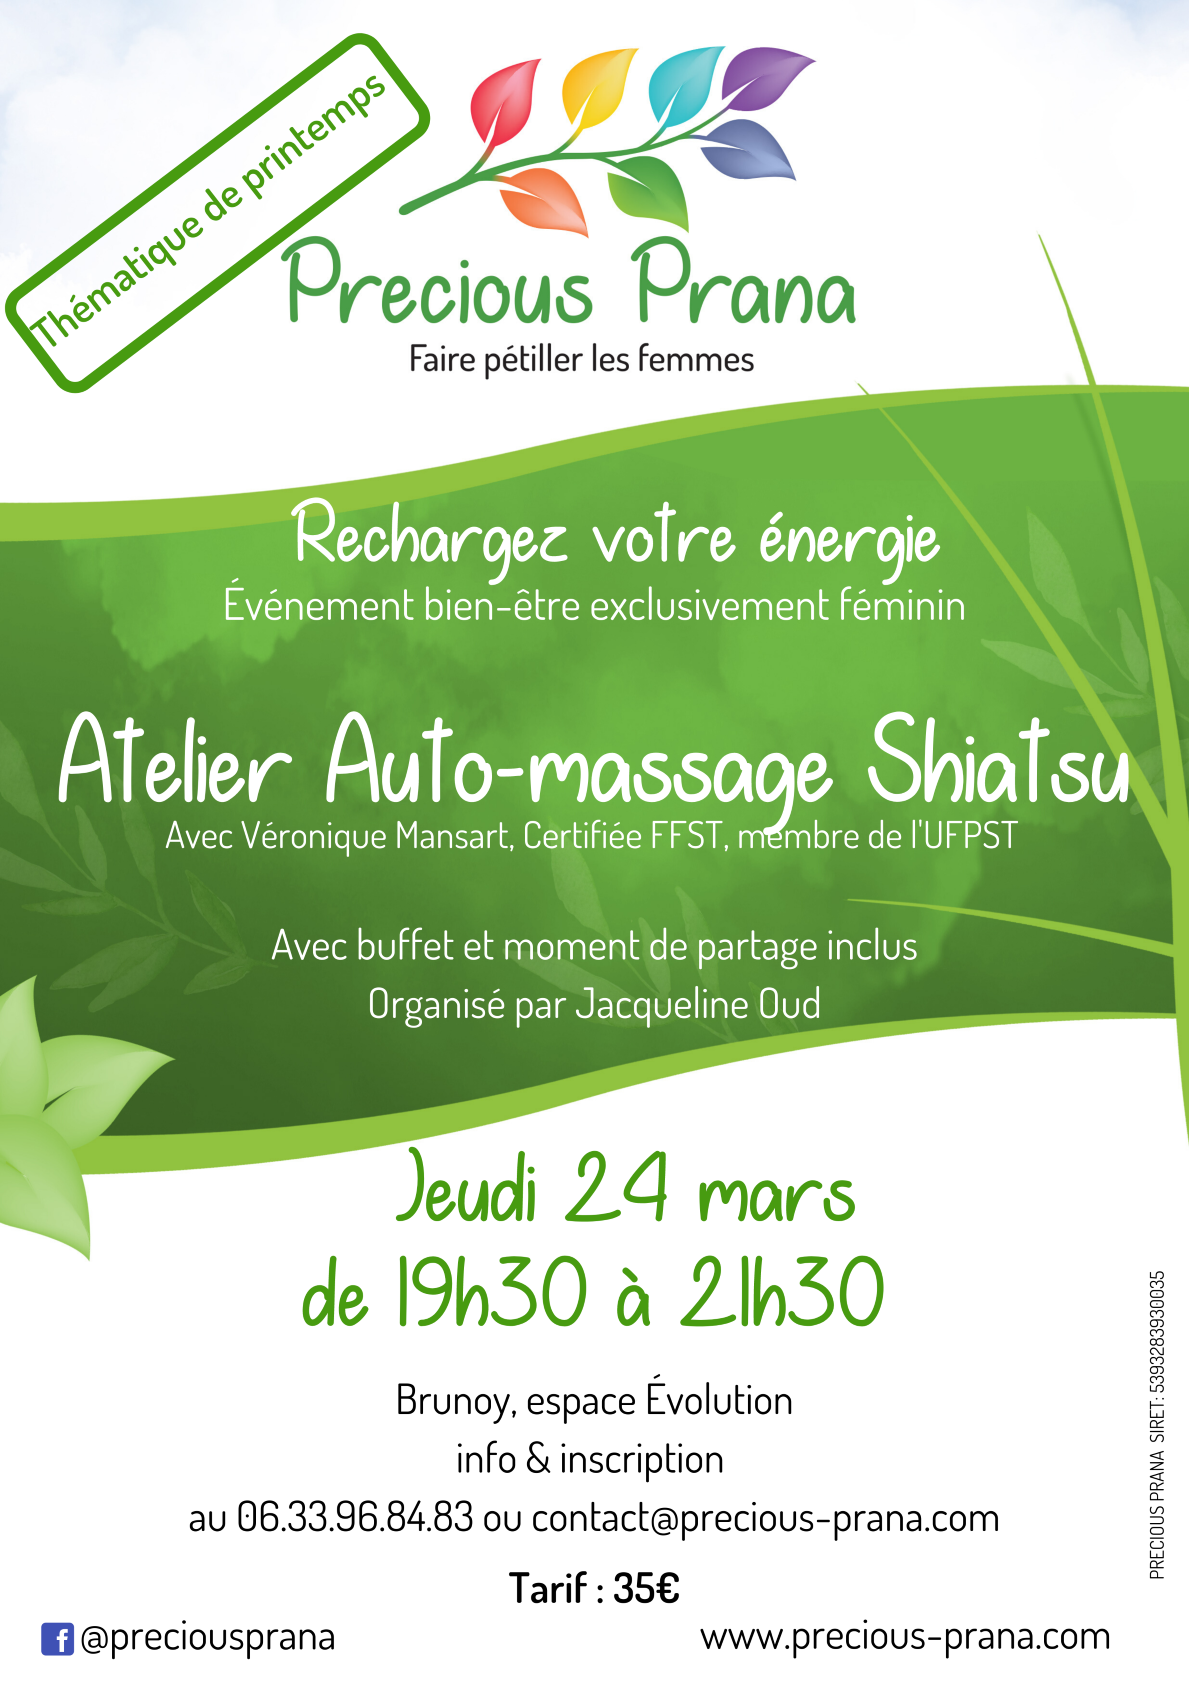 Thématique de printemps
Precious Prana
Faire pétiller les femmes
Rechargez votre énergie
Événement bien-être exclusivement féminin
Atelier Auto-massage Shiatsu
Avec Véronique Mansart, Certifiée FFST, membre de l'UFPST
Avec buffet et moment de partage inclus
Organisé par Jacqueline Oud
Jeudi 24 mars
de 19h30 à 21h30
Brunoy, espace Évolution
info & inscription
au 06.33.96.84.83 ou contact@precious-prana.com
Tarif : 35€
f @preciousprana
www.precious-prana.com
PRECIOUS PRANA SIRET: 5393283930035